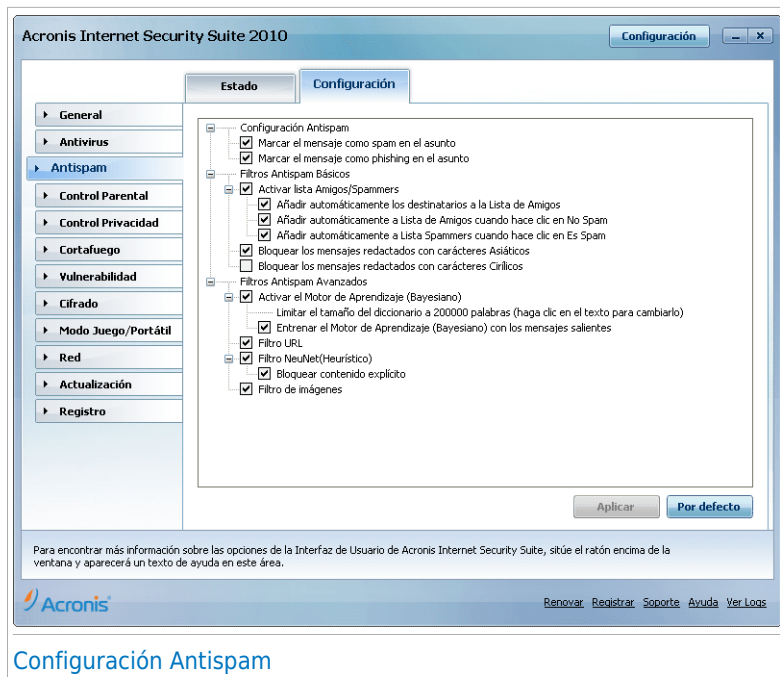 Acronis Internet Security Suite 2010
Configuración
Estado
Configuración
General
Antivirus
Antispam
Control Parental
Control Privacidad
Cortafuego
Vulnerabilidad
Cifrado
Modo Juego/Portátil
Red
Actualización
Registro
Configuración Antispam
Marcar el mensaje como spam en el asunto
Marcar el mensaje como phishing en el asunto
Filtros Antispam Básicos
Activar lista Amigos/Spammers
Añadir automáticamente los destinatarios a la Lista de Amigos
Añadir automáticamente a Lista de Amigos cuando hace clic en No Spam
Añadir automáticamente a Lista Spammers cuando hace clic en Es Spam
Bloquear los mensajes redactados con carácteres Asiáticos
Bloquear los mensajes redactados con carácteres Cirílicos
Filtros Antispam Avanzados
Activar el Motor de Aprendizaje (Bayesiano)
Limitar el tamaño del diccionario a 200000 palabras (haga clic en el texto para cambiarlo)
Entrenar el Motor de Aprendizaje (Bayesiano) con los mensajes salientes
Filtro URL
Filtro NeuNet(Heurístico)
Bloquear contenido explícito
Filtro de imágenes
Aplicar
Por defecto
Para encontrar más información sobre las opciones de la Interfaz de Usuario de Acronis Internet Security Suite, sitúe el ratón encima de la
ventana y aparecerá un texto de ayuda en este área.
Acronis
Renovar Registrar Soporte Ayuda Ver Logs
Configuración Antispam